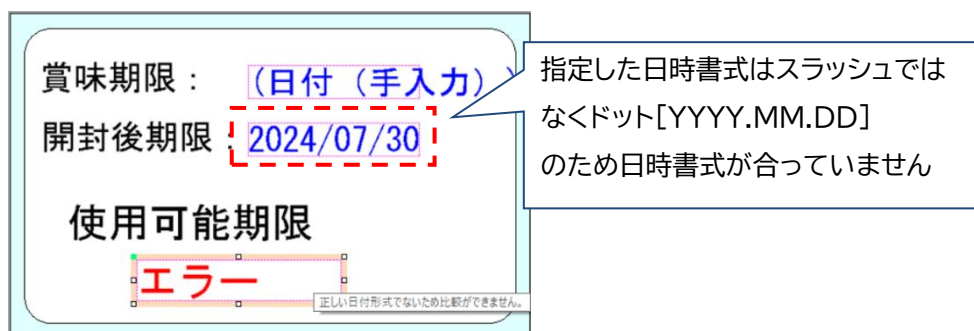 賞味期限： （日付（手入力））
開封後期限：2024/07/30
使用可能期限
エラー
正しい日付形式でないため比較ができません。
指定した日時書式はスラッシュでは
なくドット[YYYY.MM.DD]
のため日時書式が合っていません